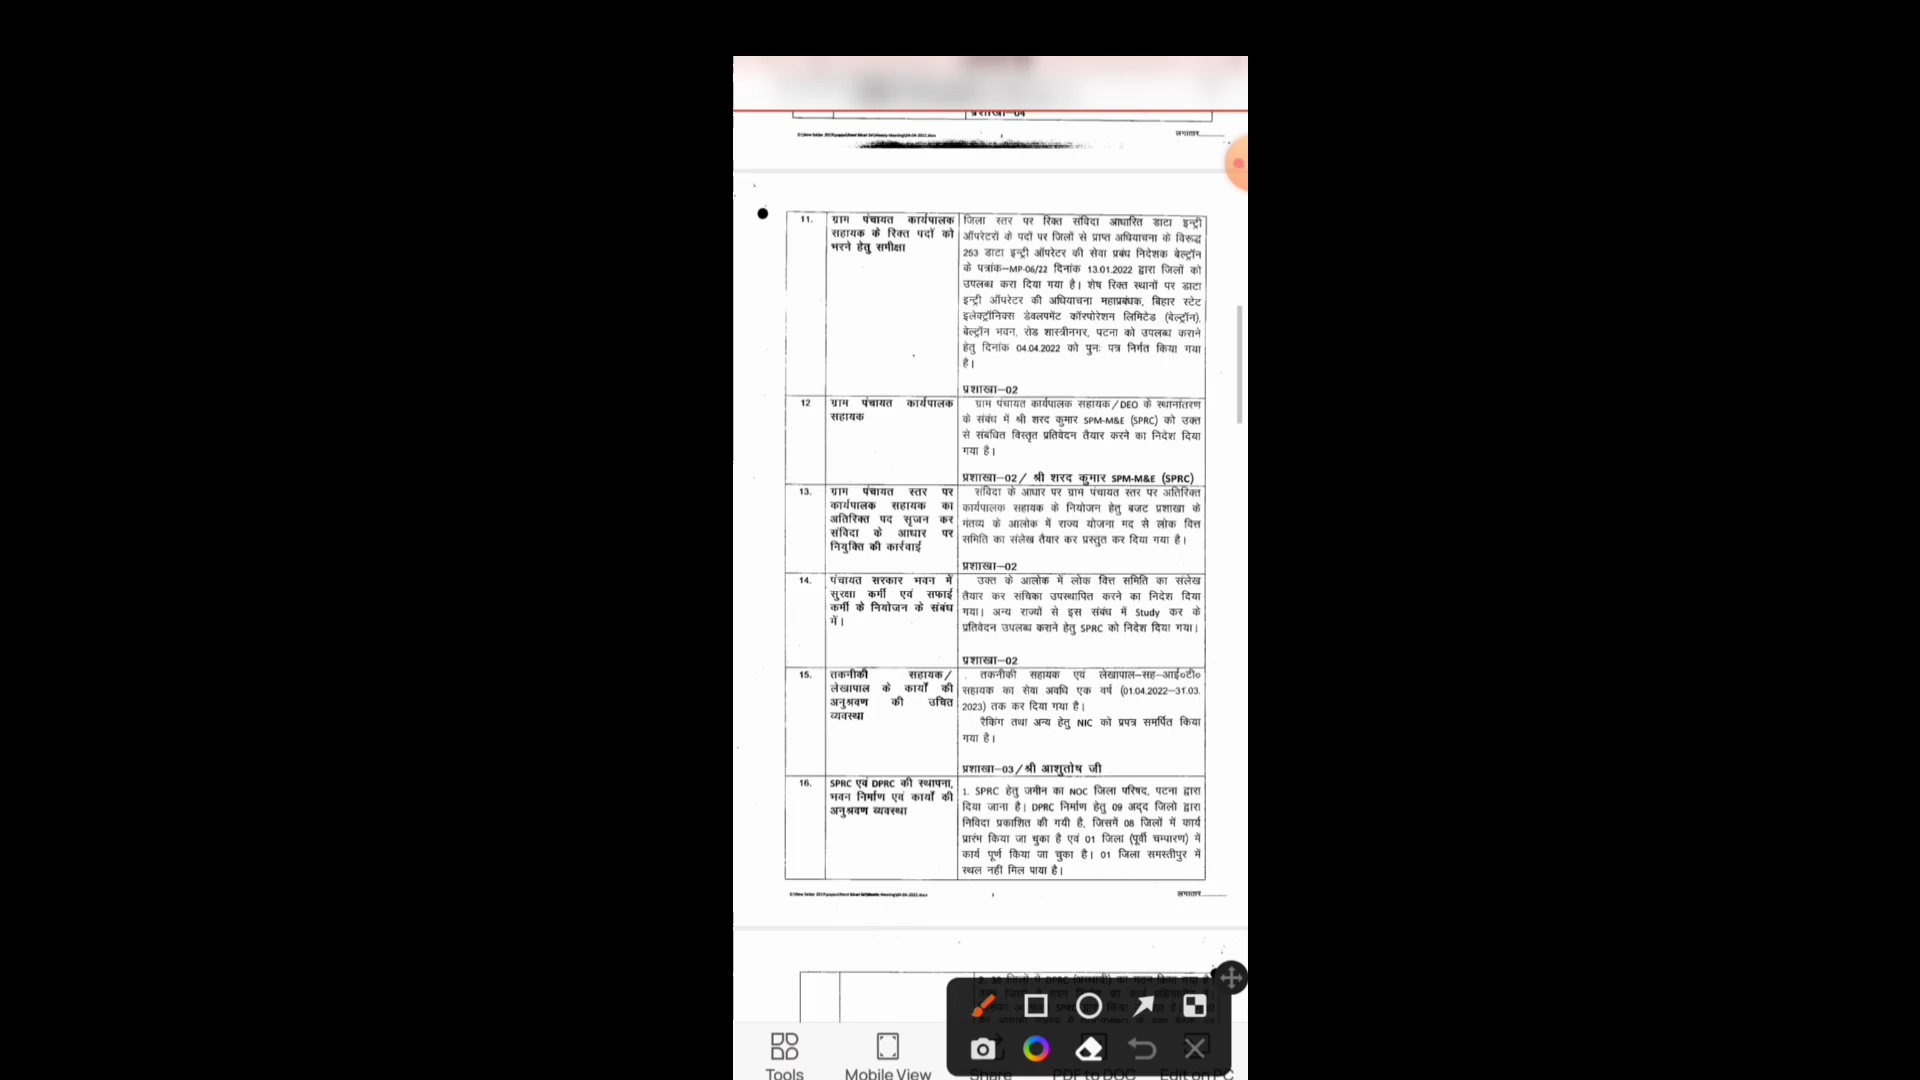 प्रशाखा–04
लगातार
11.
ग्राम पंचायत कार्यपालक
सहायक के रिक्त पदों को
भरने हेतु समीक्षा
जिला स्तर पर रिक्त संविदा आधारित डाटा इन्ट्री
ऑपरेटरों के पदों पर जिलों से प्राप्त अधियाचना के विरूद्ध
253 डाटा इन्ट्री ऑपरेटर की सेवा प्रबंध निदेशक बेल्ट्रॉन
के पत्रांक–MP-06/22 दिनांक 13.01.2022 द्वारा जिलों को
उपलब्ध करा दिया गया है। शेष रिक्त स्थानों पर डाटा
इन्ट्री ऑपरेटर की अधियाचना महाप्रबंधक, बिहार स्टेट
इलेक्ट्रॉनिक्स डेवलपमेंट कॉरपोरेशन लिमिटेड (बेल्ट्रॉन),
बेल्ट्रॉन भवन, रोड शास्त्रीनगर, पटना को उपलब्ध कराने
हेतु दिनांक 04.04.2022 को पुनः पत्र निर्गत किया गया
है।
प्रशाखा–02
12
ग्राम पंचायत कार्यपालक
सहायक
ग्राम पंचायत कार्यपालक सहायक/DEO के स्थानांतरण
के संबंध में श्री शरद कुमार SPM-M&E (SPRC) को उक्त
से संबंधित विस्तृत प्रतिवेदन तैयार करने का निदेश दिया
गया है।
प्रशाखा–02/ श्री शरद कुमार SPM-M&E (SPRC)
13.
ग्राम पंचायत स्तर पर
कार्यपालक सहायक का
अतिरिक्त पद सृजन कर
संविदा के आधार पर
नियुक्ति की कार्रवाई
संविदा के आधार पर ग्राम पंचायत स्तर पर अतिरिक्त
कार्यपालक सहायक के नियोजन हेतु बजट प्रशाखा के
मंतव्य के आलोक में राज्य योजना मद से लोक वित्त
समिति का संलेख तैयार कर प्रस्तुत कर दिया गया है।
प्रशाखा–02
14.
पंचायत सरकार भवन में
सुरक्षा कर्मी एवं सफाई
कर्मी के नियोजन के संबंध
में।
उक्त के आलोक में लोक वित्त समिति का संलेख
तैयार कर संचिका उपस्थापित करने का निदेश दिया
गया। अन्य राज्यों से इस संबंध में Study कर के
प्रतिवेदन उपलब्ध कराने हेतु SPRC को निदेश दिया गया।
प्रशाखा–02
15.
तकनीकी सहायक/
लेखापाल के कार्यों की
अनुश्रवण की उचित
व्यवस्था
तकनीकी सहायक एवं लेखापाल–सह–आई०टी०
सहायक का सेवा अवधि एक वर्ष (01.04.2022–31.03.
2023) तक कर दिया गया है।
रैकिंग तथा अन्य हेतु NIC को प्रपत्र समर्पित किया
गया है।
प्रशाखा–03/श्री आशुतोष जी
16.
SPRC एवं DPRC की स्थापना,
भवन निर्माण एवं कार्यों की
अनुश्रवण व्यवस्था
1. SPRC हेतु जमीन का NOC जिला परिषद, पटना द्वारा
दिया जाना है। DPRC निर्माण हेतु 09 अदद जिलो द्वारा
निविदा प्रकाशित की गयी है, जिसमें 08 जिलों में कार्य
प्रारंभ किया जा चुका है एवं 01 जिला (पूर्वी चम्पारण) में
कार्य पूर्ण किया जा चुका है। 01 जिला समस्तीपुर में
स्थल नहीं मिल पाया है।
लगातार
Tools
Mobile View
Share
PDF to DOC
Edit on PC